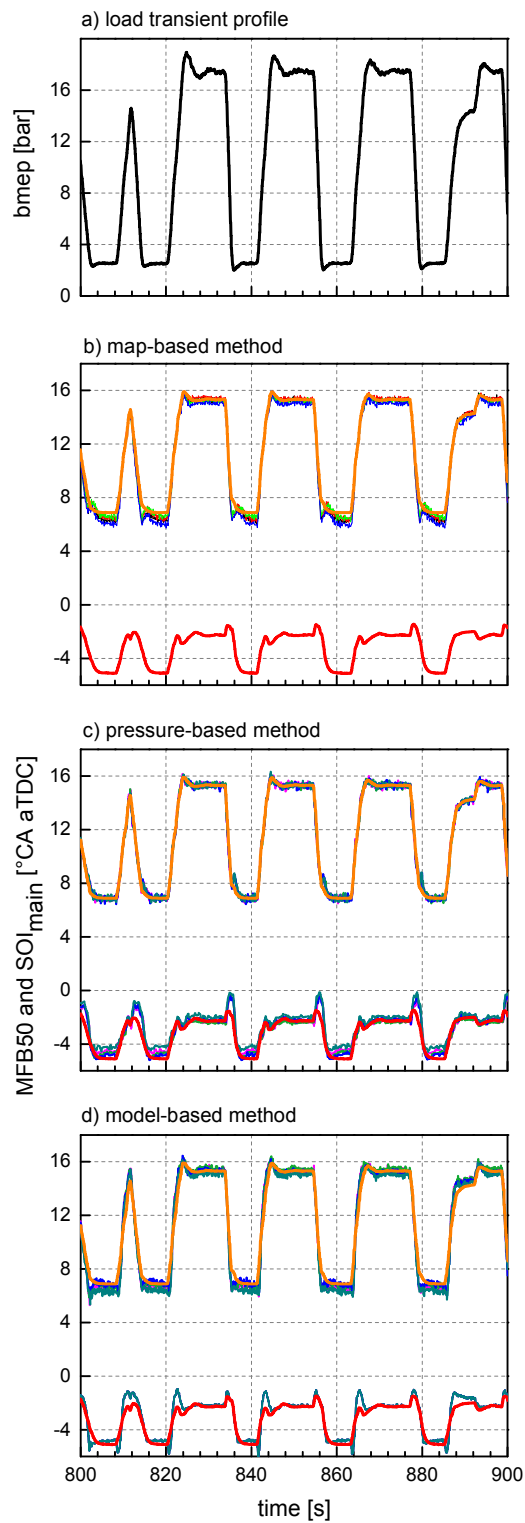 a) load transient profile
bmep [bar]
16
12
8
4
0
b) map-based method
16
12
8
4
0
-4
c) pressure-based method
MFB50 and SOImain [°CA aTDC]
16
12
8
4
0
-4
d) model-based method
16
12
8
4
0
-4
800 820 840 860 880 900
time [s]